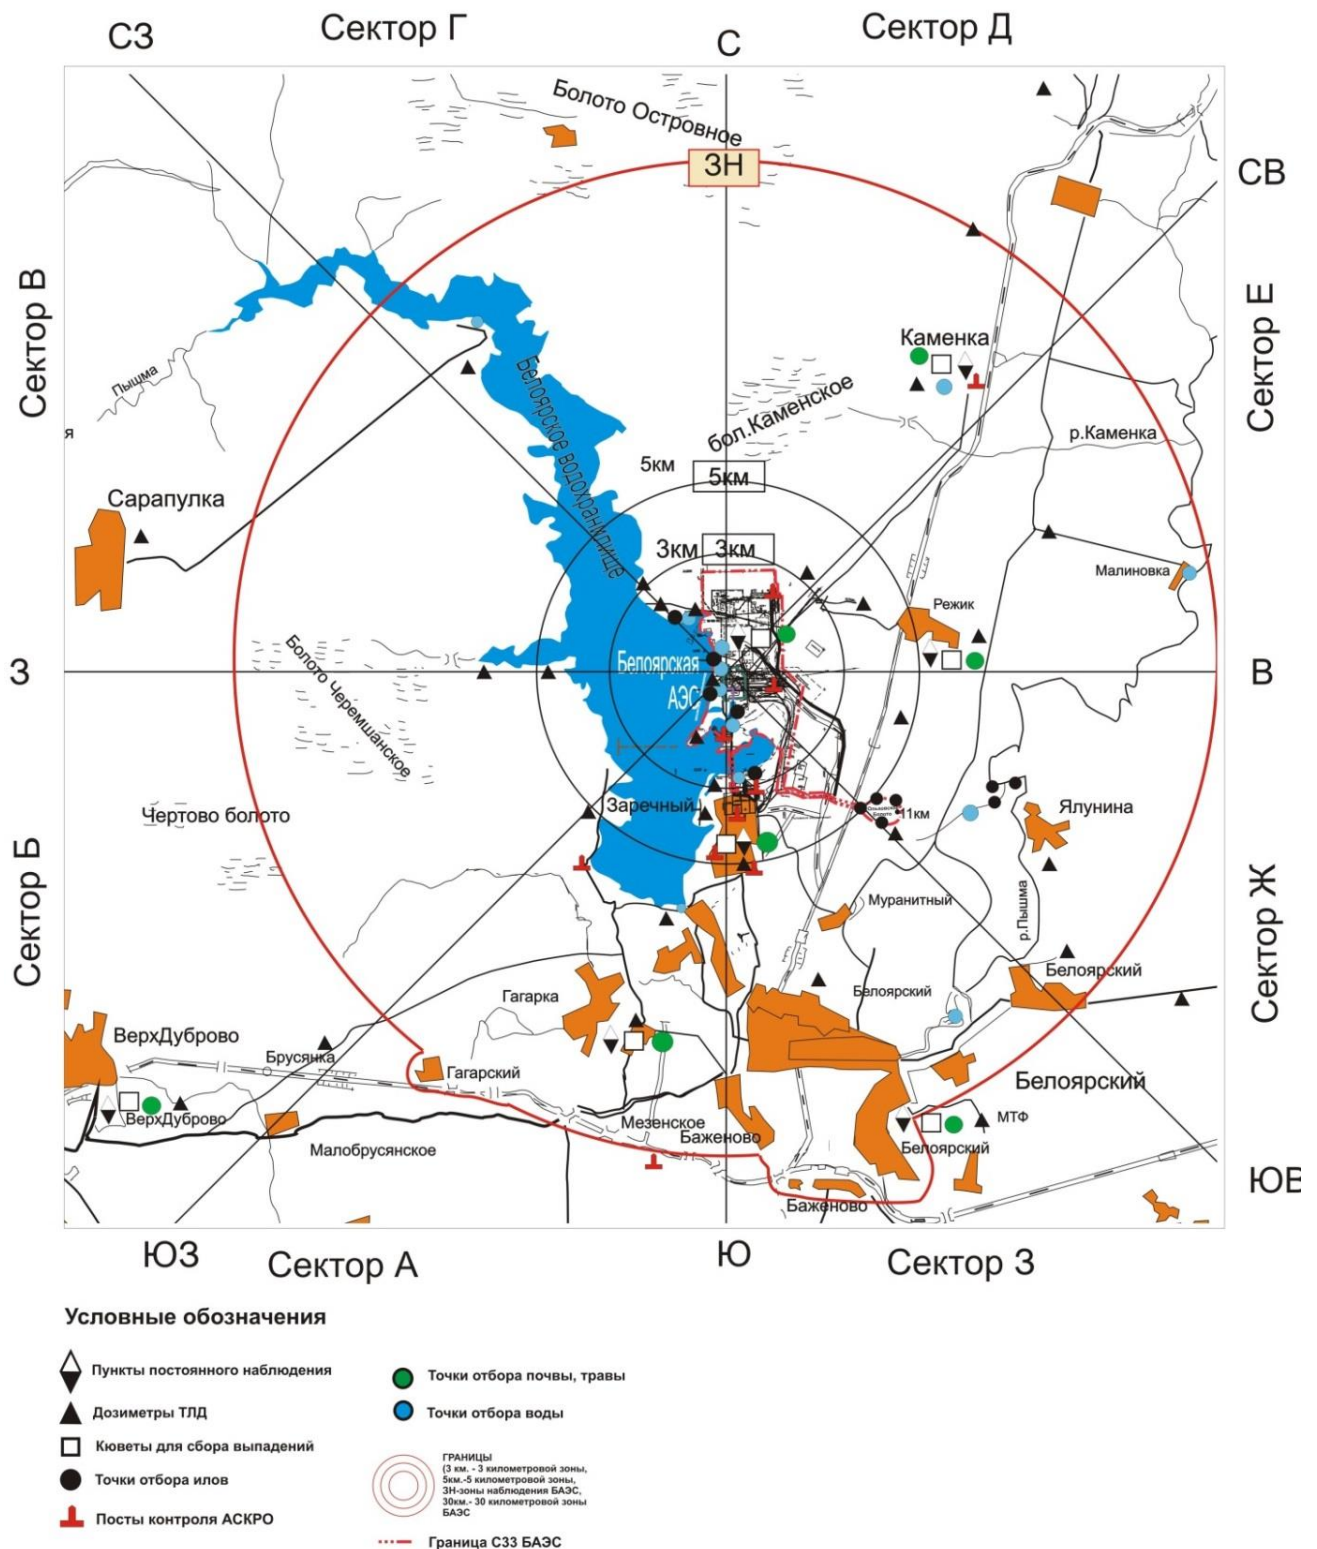 СЗ
Сектор Г
С
Сектор Д
Болото Островное
ЗН
СВ
Сектор В
Сектор Е
Каменка
Пышма
Белоярское водохранилище
бол.Каменское
р.Каменка
я
5км
5км
Сарапулка
3км
3км
Малиновка
Режик
Болото Черемшанское
Белоярская
АЭС
З
В
Заречный
11км
Ялунина
Чертово болото
Сектор Б
Сектор Ж
Муранитный
р.Пышма
Белоярский
Гагарка
Белоярский
ВерхДуброво
Брусянка
Гагарский
Белоярский
ВерхДуброво
Мезенское
МТФ
Малобрусянское
Баженово
Белоярский
ЮВ
Баженово
ЮЗ
Сектор А
Ю
Сектор З
Условные обозначения
Пункты постоянного наблюдения
Дозиметры ТЛД
Кюветы для сбора выпадений
Точки отбора илов
Посты контроля АСКРО
Точки отбора почвы, травы
Точки отбора воды
ГРАНИЦЫ
(3 км. - 3 километровой зоны,
5км.-5 километровой зоны,
ЗН-зоны наблюдения БАЭС,
30км.- 30 километровой зоны
БАЭС
Граница СЗЗ БАЭС